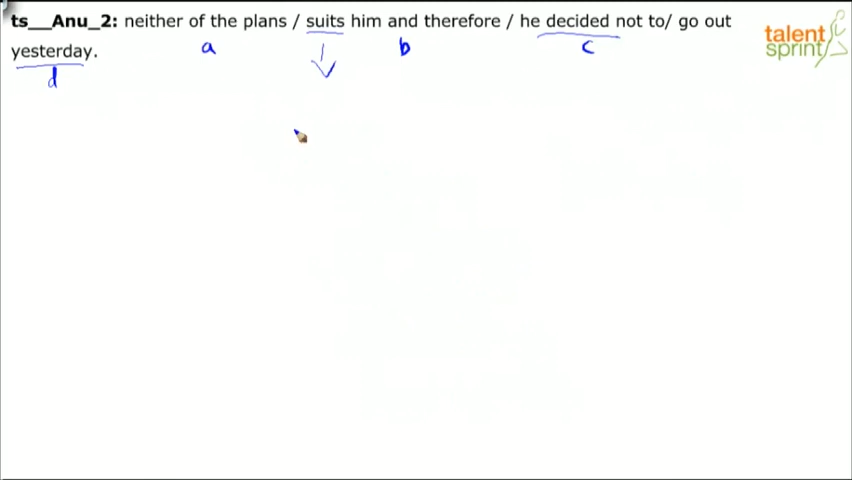 ts__Anu_2: neither of the plans / suits him and therefore / he decided not to/ go out
yesterday.
a
b
c
d
talent
sprint